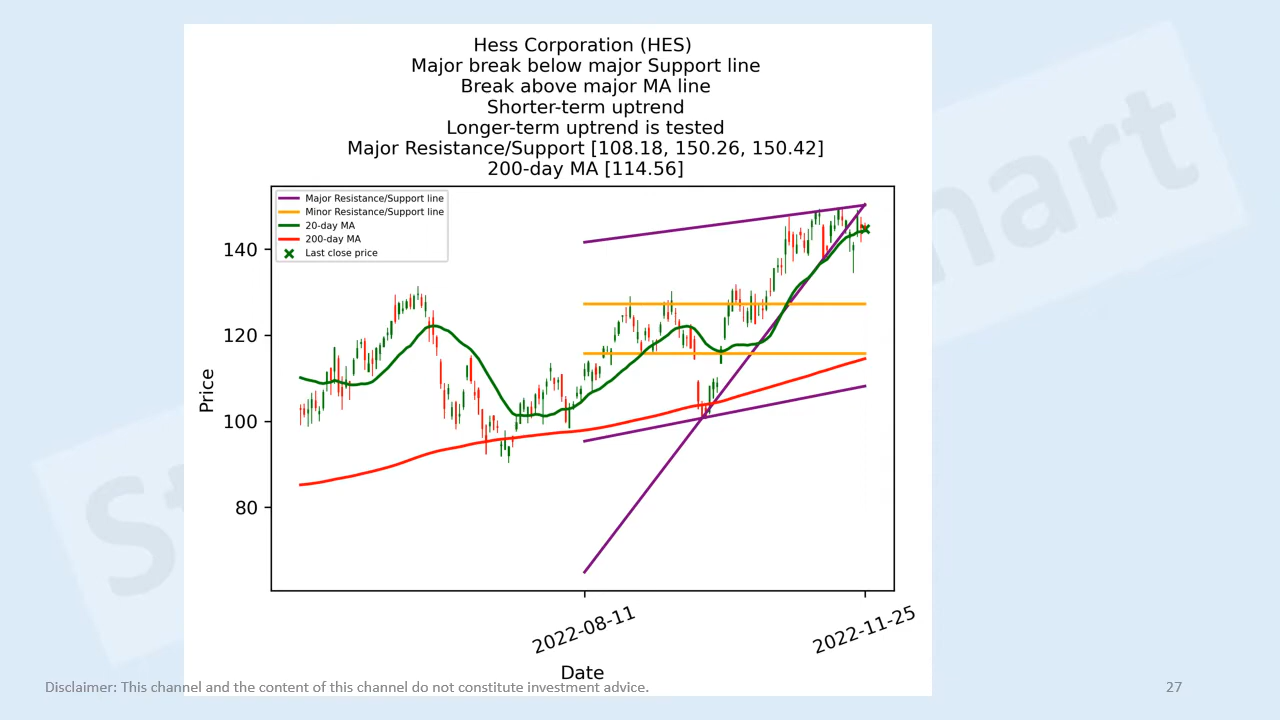 Hess Corporation (HES)
Major break below major Support line
Break above major MA line
Shorter-term uptrend
Longer-term uptrend is tested
Major Resistance/Support [108.18, 150.26, 150.42]
200-day MA [114.56]
Major Resistance/Support line
Minor Resistance/Support line
20-day MA
200-day MA
Last close price
140
120
100
80
Price
2022-08-11
2022-11-25
Date
Disclaimer: This channel and the content of this channel do not constitute investment advice.
27